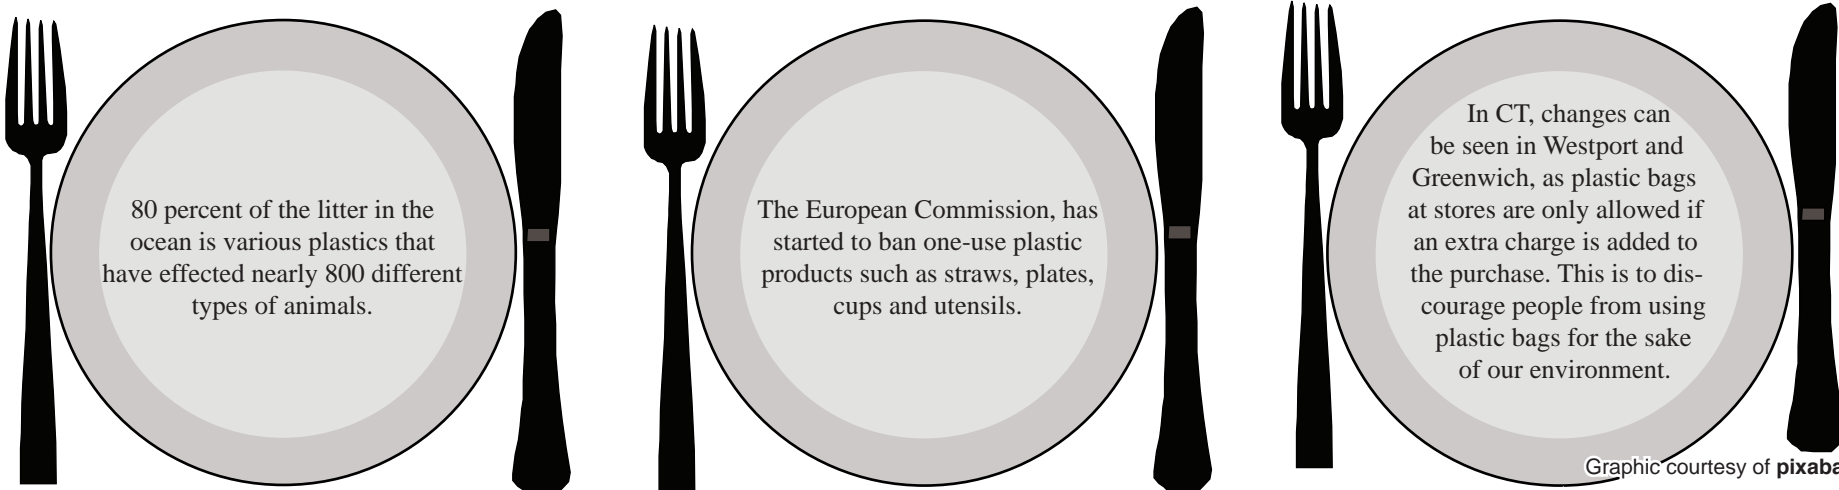 80 percent of the litter in the
ocean is various plastics that
have effected nearly 800 different
types of animals.
The European Commission, has
started to ban one-use plastic
products such as straws, plates,
cups and utensils.
In CT, changes can
be seen in Westport and
Greenwich, as plastic bags
at stores are only allowed if
an extra charge is added to
the purchase. This is to dis-
courage people from using
plastic bags for the sake
of our environment.
Graphic courtesy of pixaba